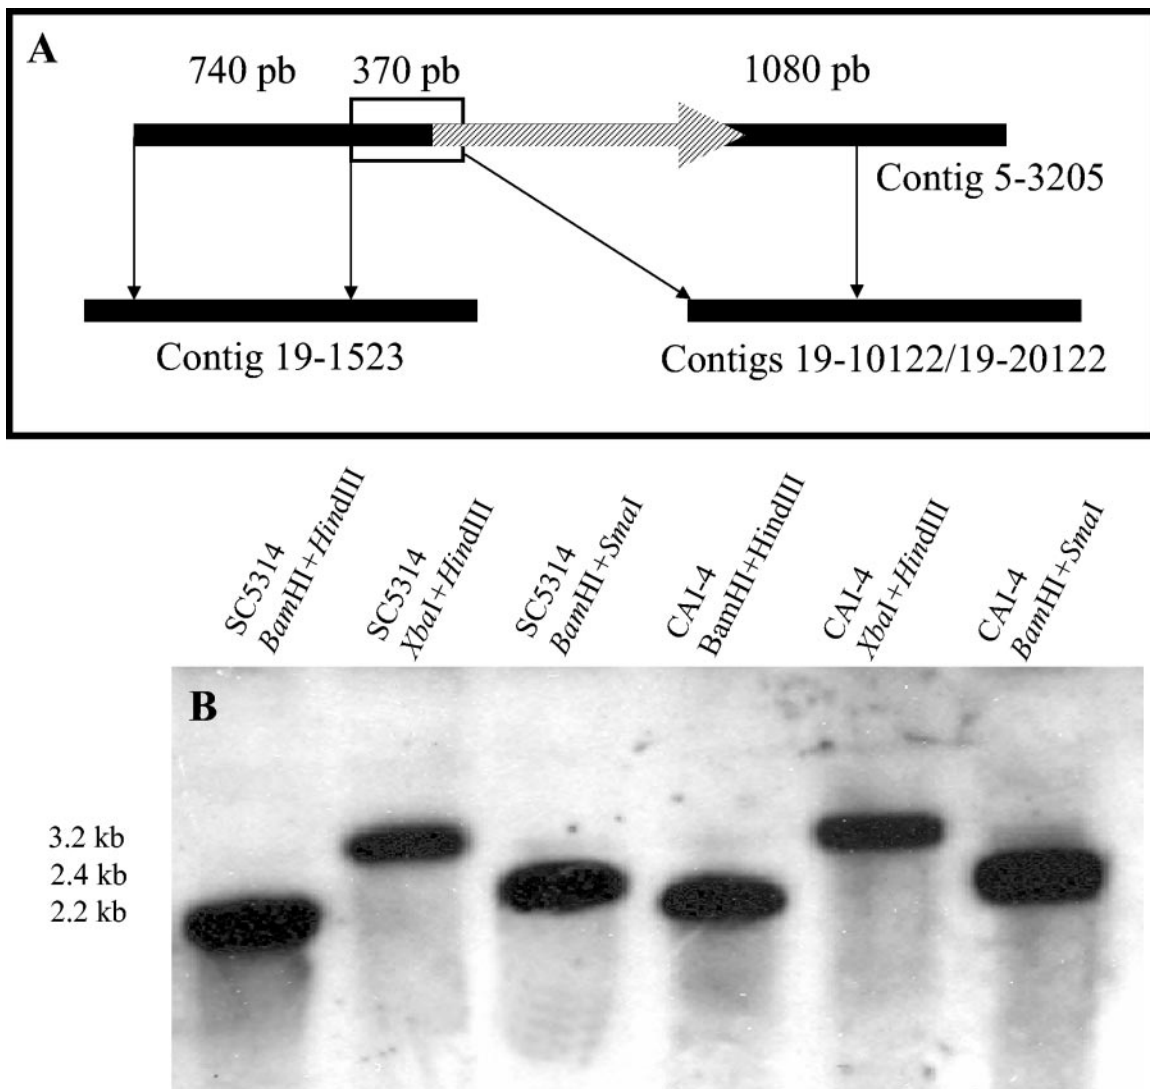 A
740 pb 370 pb 1080 pb
Contig 5-3205
Contig 19-1523
Contigs 19-10122/19-20122
SC5314
BamHI+HindIII
SC5314
XbaI+HindIII
SC5314
BamHI+SmaI
CAI-4
BamHI+HindIII
CAI-4
XbaI+HindIII
CAI-4
BamHI+SmaI
B
3.2 kb
2.4 kb
2.2 kb